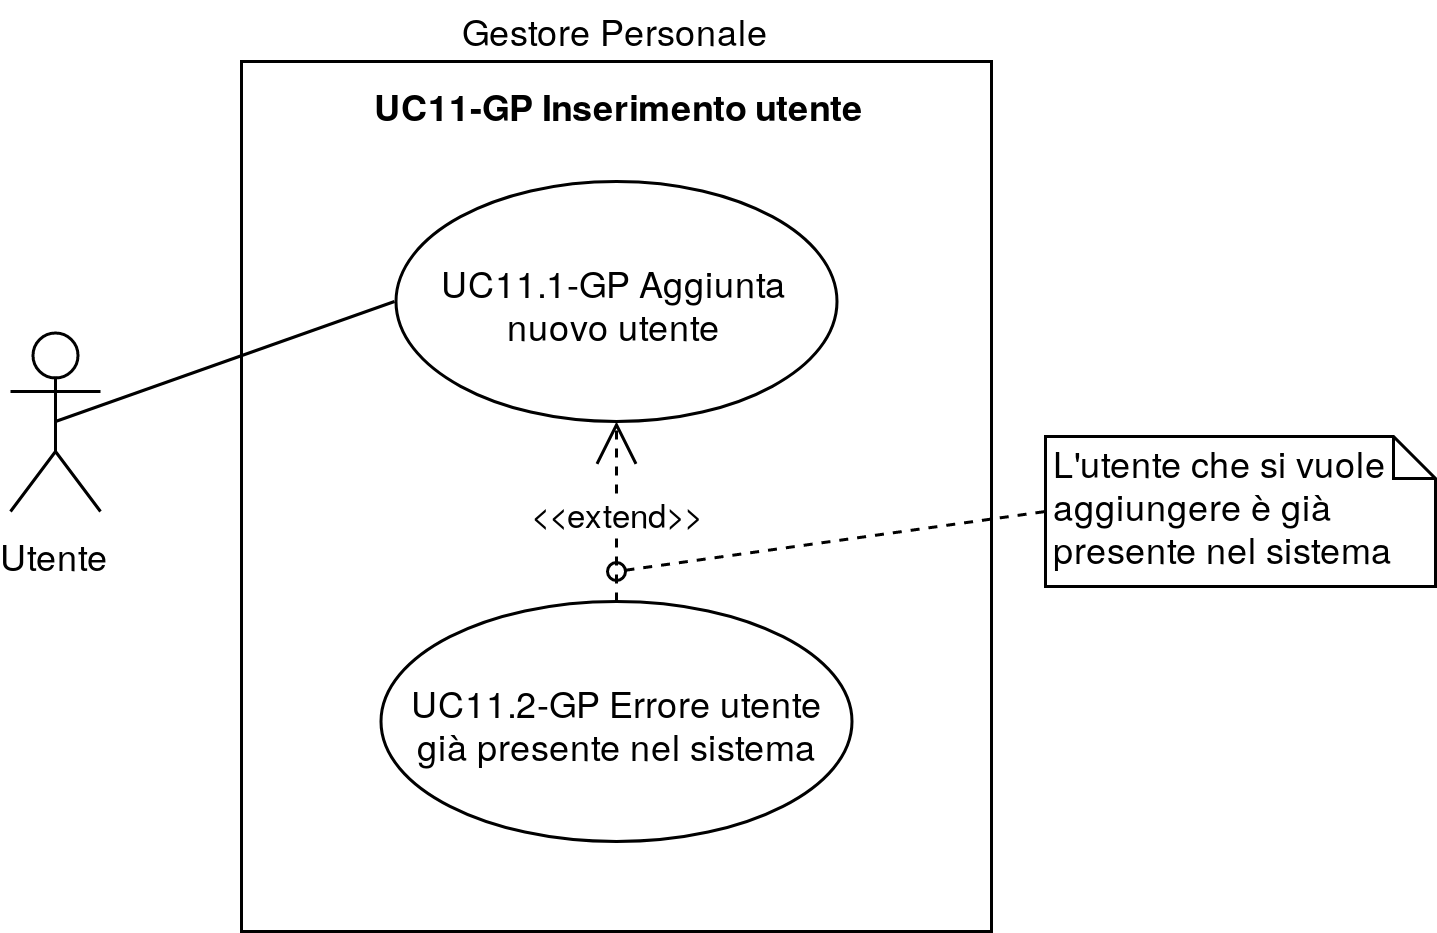 Gestore Personale
UC11-GP Inserimento utente
UC11.1-GP Aggiunta
nuovo utente
<<extend>>
L'utente che si vuole
aggiungere è già
presente nel sistema
Utente
UC11.2-GP Errore utente
già presente nel sistema